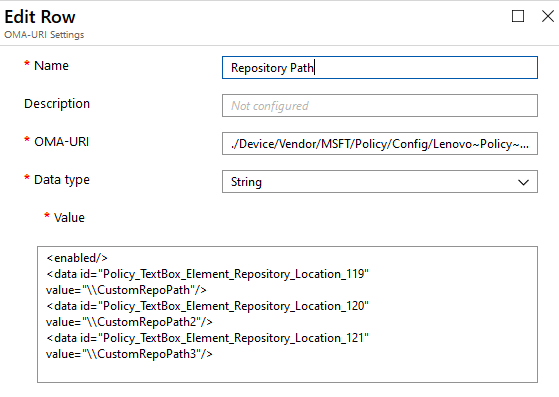 Edit Row
OMA-URI Settings
* Name
Repository Path
Description
Not configured
* OMA-URI
./Device/Vendor/MSFT/Policy/Config/Lenovo~Policy~...
* Data type
String
* Value
<enabled/>
<data id="Policy_TextBox_Element_Repository_Location_119"
value="\\CustomRepoPath"/>
<data id="Policy_TextBox_Element_Repository_Location_120"
value="\\CustomRepoPath2"/>
<data id="Policy_TextBox_Element_Repository_Location_121"
value="\\CustomRepoPath3"/>